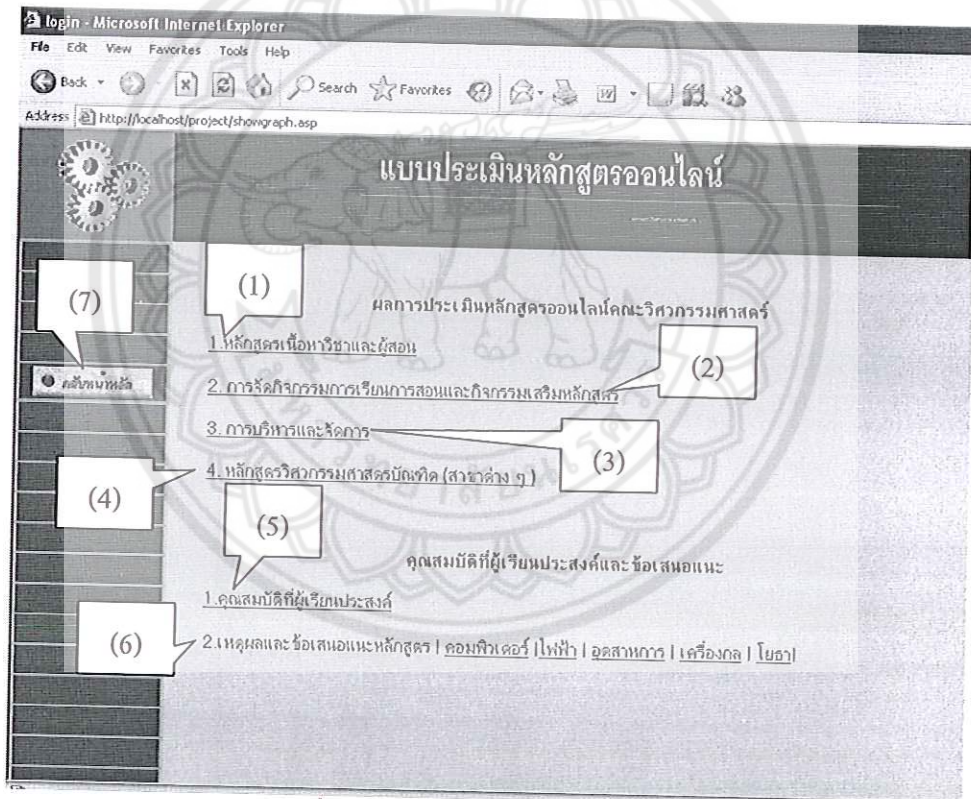 login - Microsoft Internet Explorer
File Edit View Favorites Tools Help
Back Search Favorites
Address http://localhost/project/showgraph.asp
แบบประเมินหลักสูตรออนไลน์
(7)
(1)
ผลการประเมินหลักสูตรออนไลน์คณะวิศวกรรมศาสตร์
1.หลักสูตรเนื้อหาวิชาและผู้สอน
(2)
กลับหน้าหลัก
2. การจัดกิจกรรมการเรียนการสอนและกิจกรรมเสริมหลักสูตร
3. การบริหารและจัดการ
(3)
4. หลักสูตรวิศวกรรมศาสตรบัณฑิต (สาขาต่าง ๆ )
(4)
(5)
คุณสมบัติที่ผู้เรียนประสงค์และข้อเสนอแนะ
1.คุณสมบัติที่ผู้เรียนประสงค์
(6)
2.เหตุผลและข้อเสนอแนะหลักสูตร | คอมพิวเตอร์ |ไฟฟ้า | อุตสาหการ | เครื่องกล | โยธา|